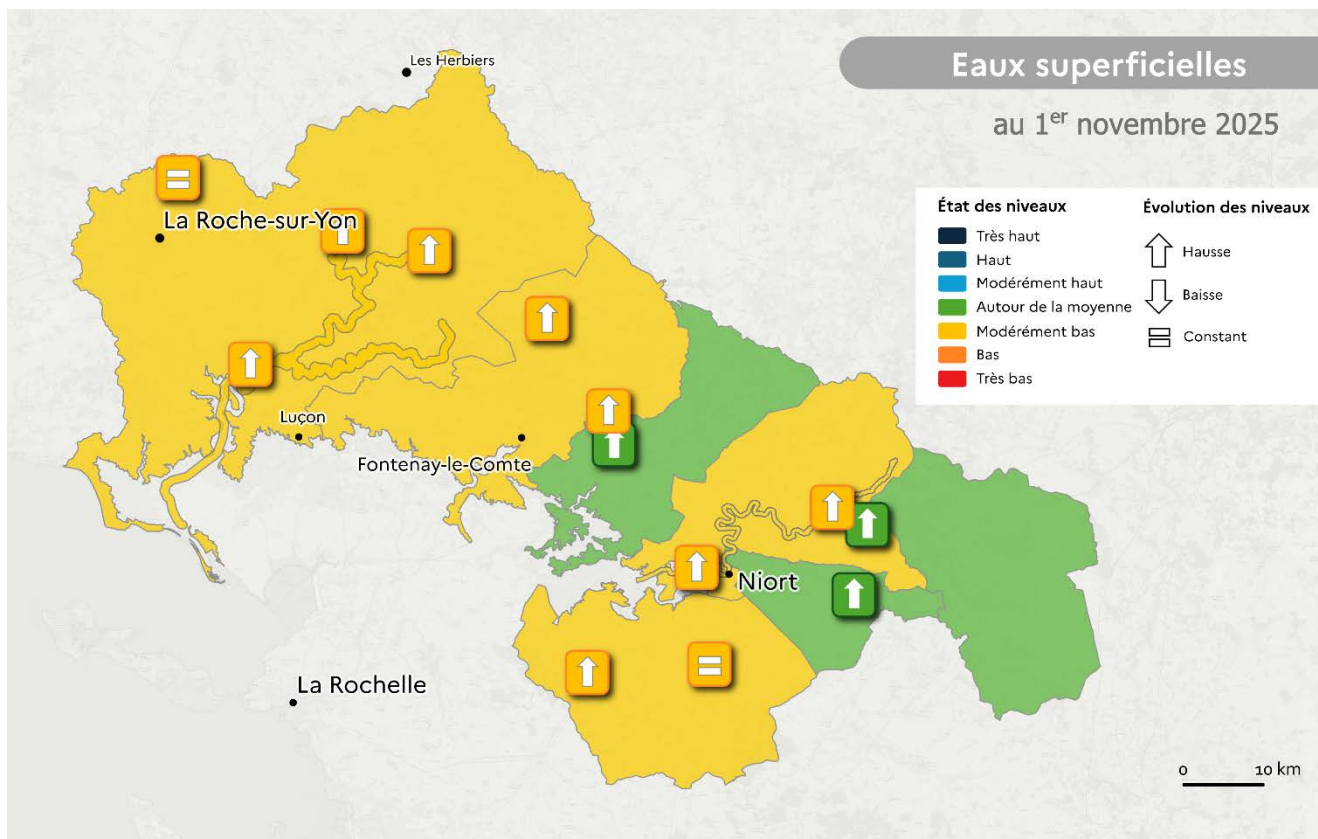 Eaux superficielles
au 1er novembre 2025
État des niveaux
Très haut
Haut
Modérément haut
Autour de la moyenne
Modérément bas
Bas
Très bas
Évolution des niveaux
Hausse
Baisse
Constant
Les Herbiers
La Roche-sur-Yon
Luçon
Fontenay-le-Comte
Niort
La Rochelle
0 10 km